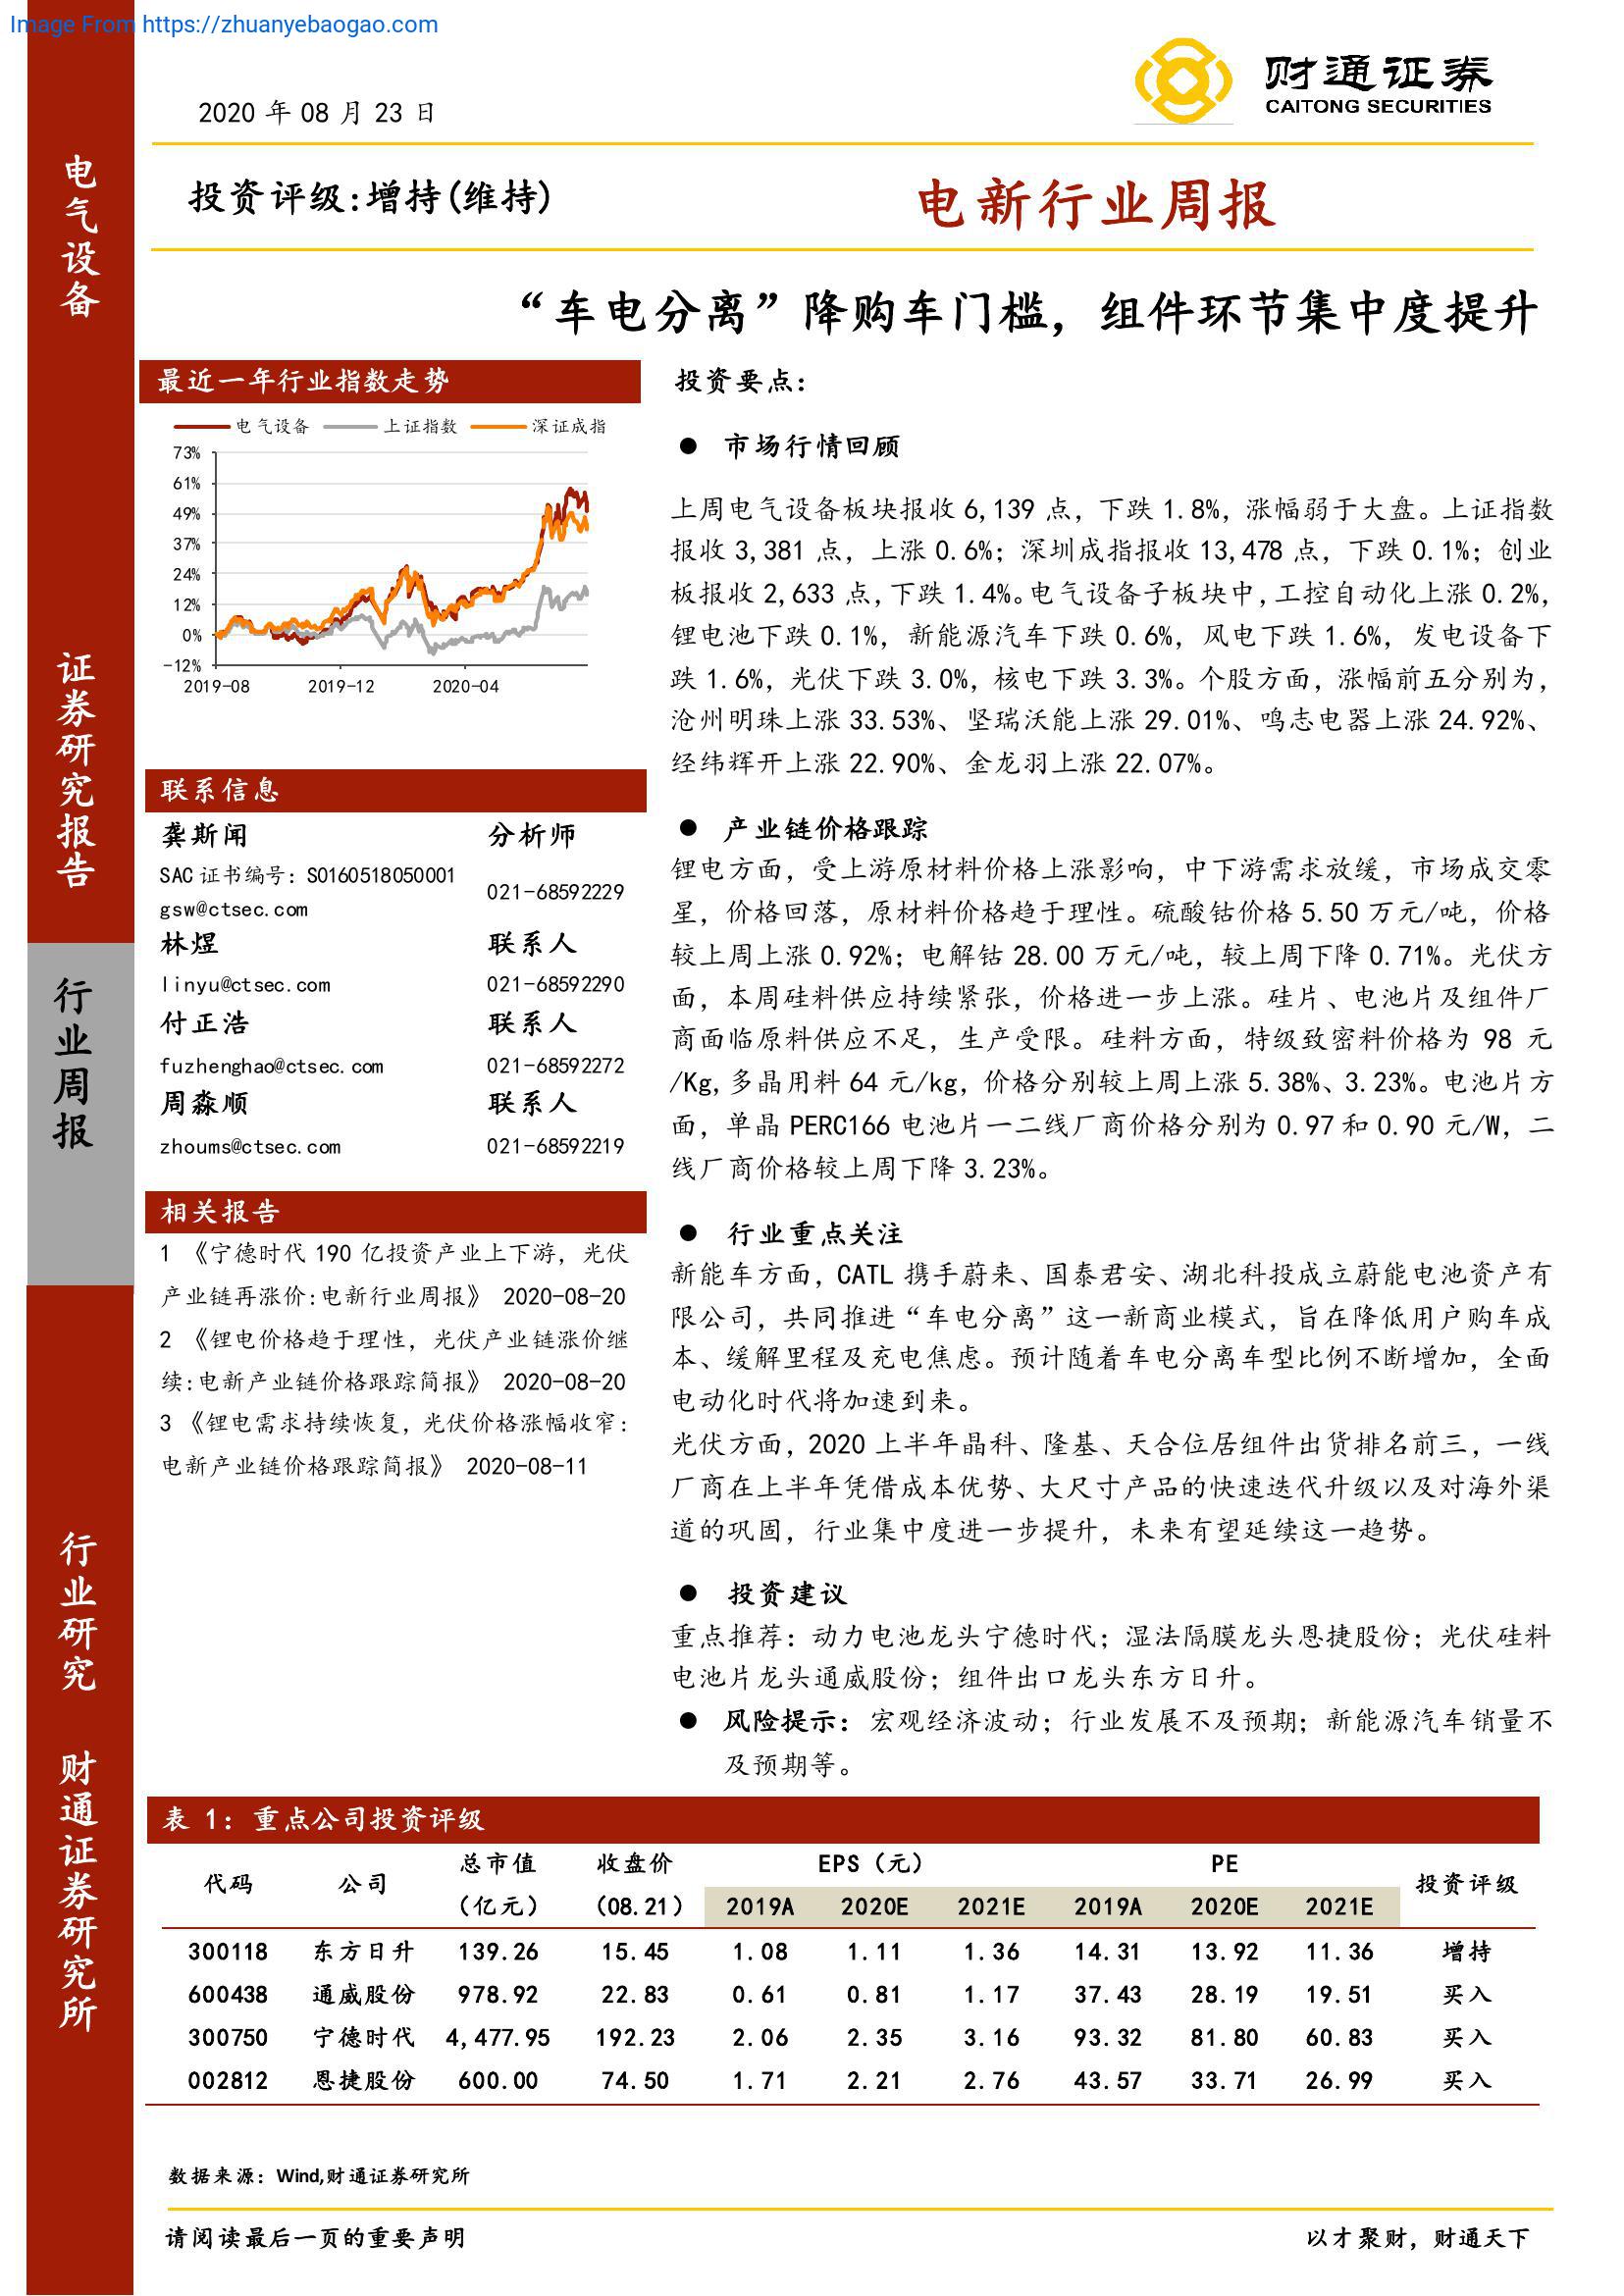 Image From https://zhuanyebaogao.com
2020 年 08 月 23 日
财通证券
CAITONG SECURITIES
投资评级:增持(维持)
电新行业周报
“车电分离”降购车门槛，组件环节集中度提升
电气设备
证券研究报告
行业周报
行业研究
财通证券研究所
最近一年行业指数走势
电气设备 上证指数 深证成指
73%
61%
49%
37%
24%
12%
0%
-12%
2019-08 2019-12 2020-04
联系信息
龚斯闻 分析师
SAC 证书编号：S0160518050001
021-68592229
gsw@ctsec.com
林煜 联系人
linyu@ctsec.com 021-68592290
付正浩 联系人
fuzhenghao@ctsec.com 021-68592272
周淼顺 联系人
zhoums@ctsec.com 021-68592219
相关报告
1 《宁德时代 190 亿投资产业上下游，光伏
产业链再涨价:电新行业周报》 2020-08-20
2 《锂电价格趋于理性，光伏产业链涨价继
续:电新产业链价格跟踪简报》 2020-08-20
3 《锂电需求持续恢复，光伏价格涨幅收窄:
电新产业链价格跟踪简报》 2020-08-11
投资要点：
● 市场行情回顾
上周电气设备板块报收 6,139 点，下跌 1.8%，涨幅弱于大盘。上证指数
报收 3,381 点，上涨 0.6%；深圳成指报收 13,478 点，下跌 0.1%；创业
板报收 2,633 点，下跌 1.4%。电气设备子板块中，工控自动化上涨 0.2%，
锂电池下跌 0.1%，新能源汽车下跌 0.6%，风电下跌 1.6%，发电设备下
跌 1.6%，光伏下跌 3.0%，核电下跌 3.3%。个股方面，涨幅前五分别为，
沧州明珠上涨 33.53%、坚瑞沃能上涨 29.01%、鸣志电器上涨 24.92%、
经纬辉开上涨 22.90%、金龙羽上涨 22.07%。
● 产业链价格跟踪
锂电方面，受上游原材料价格上涨影响，中下游需求放缓，市场成交零
星，价格回落，原材料价格趋于理性。硫酸钴价格 5.50 万元/吨，价格
较上周上涨 0.92%；电解钴 28.00 万元/吨，较上周下降 0.71%。光伏方
面，本周硅料供应持续紧张，价格进一步上涨。硅片、电池片及组件厂
商面临原料供应不足，生产受限。硅料方面，特级致密料价格为 98 元
/Kg,多晶用料 64 元/kg，价格分别较上周上涨 5.38%、3.23%。电池片方
面，单晶 PERC166 电池片一二线厂商价格分别为 0.97 和 0.90 元/W，二
线厂商价格较上周下降 3.23%。
● 行业重点关注
新能车方面，CATL 携手蔚来、国泰君安、湖北科投成立蔚能电池资产有
限公司，共同推进“车电分离”这一新商业模式，旨在降低用户购车成
本、缓解里程及充电焦虑。预计随着车电分离车型比例不断增加，全面
电动化时代将加速到来。
光伏方面，2020 上半年晶科、隆基、天合位居组件出货排名前三，一线
厂商在上半年凭借成本优势、大尺寸产品的快速迭代升级以及对海外渠
道的巩固，行业集中度进一步提升，未来有望延续这一趋势。
● 投资建议
重点推荐：动力电池龙头宁德时代；湿法隔膜龙头恩捷股份；光伏硅料
电池片龙头通威股份；组件出口龙头东方日升。
● 风险提示：宏观经济波动；行业发展不及预期；新能源汽车销量不
及预期等。
表 1：重点公司投资评级
代码 公司 总市值 收盘价 EPS（元） PE 投资评级
（亿元） (08.21) 2019A 2020E 2021E 2019A 2020E 2021E
300118 东方日升 139.26 15.45 1.08 1.11 1.36 14.31 13.92 11.36 增持
600438 通威股份 978.92 22.83 0.61 0.81 1.17 37.43 28.19 19.51 买入
300750 宁德时代 4,477.95 192.23 2.06 2.35 3.16 93.32 81.80 60.83 买入
002812 恩捷股份 600.00 74.50 1.71 2.21 2.76 43.57 33.71 26.99 买入
数据来源：Wind,财通证券研究所
请阅读最后一页的重要声明
以才聚财，财通天下